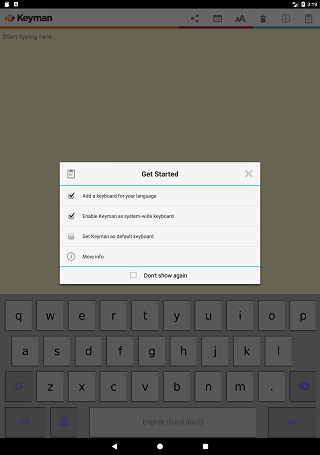 3:19
Keyman
Start typing here...
Get Started
Add a keyboard for your language
Enable Keyman as system-wide keyboard
Set Keyman as default keyboard
More info
Don't show again
q w e r t y u i o p
a s d f g h j k l
z x c v b n m .
English (EuroLatin2)